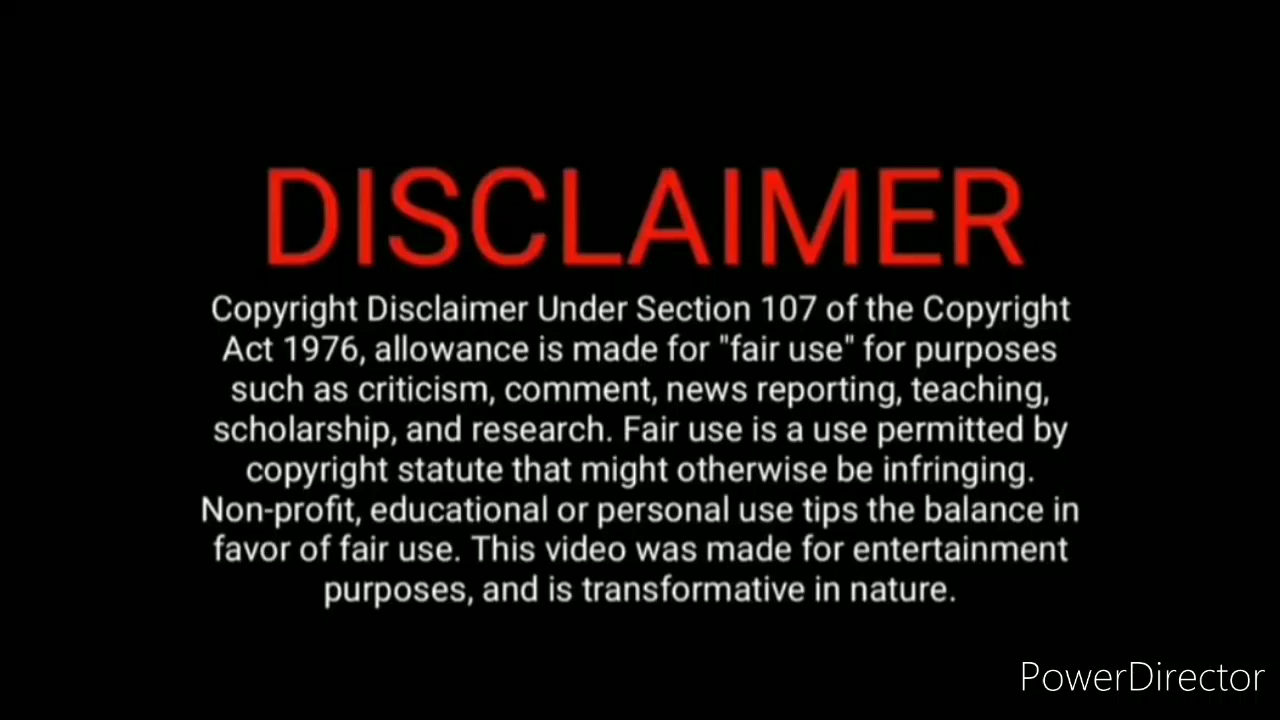 DISCLAIMER
Copyright Disclaimer Under Section 107 of the Copyright
Act 1976, allowance is made for "fair use" for purposes
such as criticism, comment, news reporting, teaching,
scholarship, and research. Fair use is a use permitted by
copyright statute that might otherwise be infringing.
Non-profit, educational or personal use tips the balance in
favor of fair use. This video was made for entertainment
purposes, and is transformative in nature.
PowerDirector